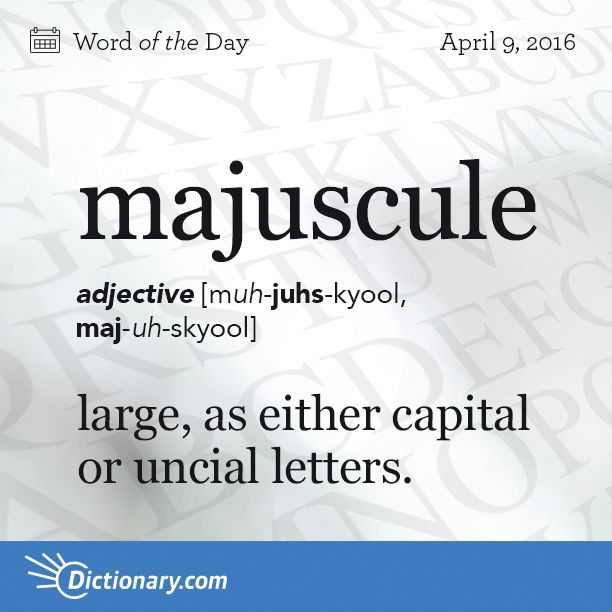 Word of the Day April 9, 2016
majuscule
adjective [muh-juhs-kyool,
maj-uh-skyool]
large, as either capital
or uncial letters.
Dictionary.com